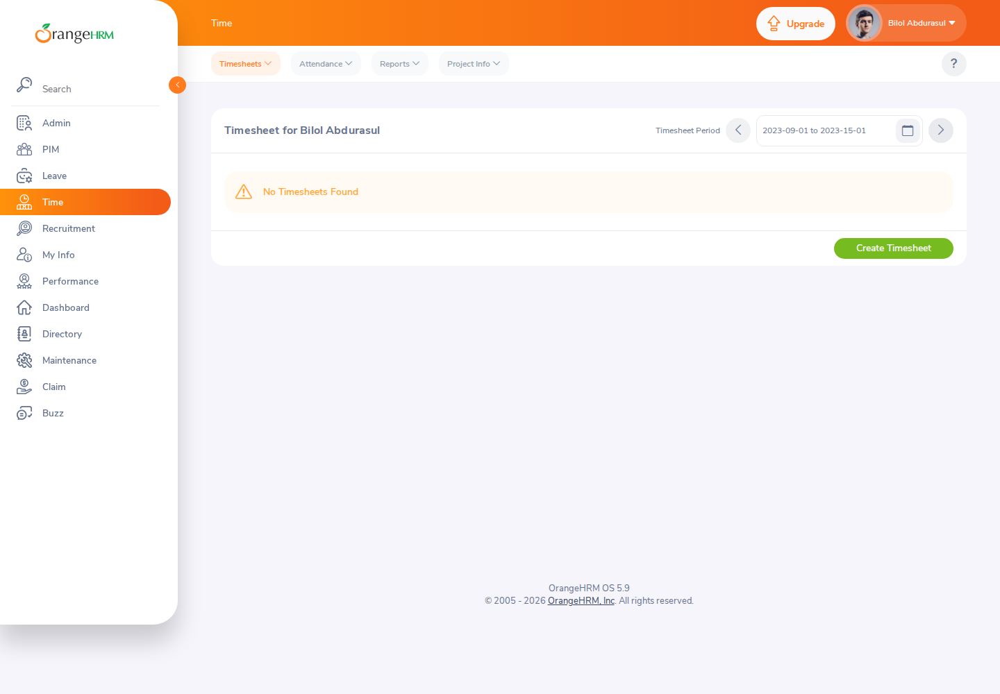 OrangeHRM
Time
Upgrade
Bilol Abdurasul
Timesheets
Attendance
Reports
Project Info
?
Search
Admin
PIM
Leave
Time
Recruitment
My Info
Performance
Dashboard
Directory
Maintenance
Claim
Buzz
Timesheet for Bilol Abdurasul
Timesheet Period
2023-09-01 to 2023-15-01
No Timesheets Found
Create Timesheet
OrangeHRM OS 5.9
© 2005 - 2026 OrangeHRM, Inc. All rights reserved.